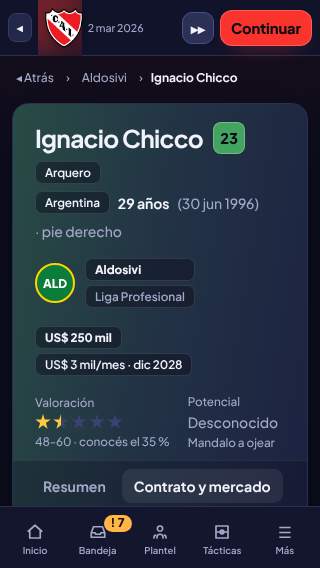 ◂
C.A.I.
2 mar 2026
▸▸
Continuar
◂ Atrás › Aldosivi › Ignacio Chicco
Ignacio Chicco 23
Arquero
Argentina 29 años (30 jun 1996)
· pie derecho
ALD
Aldosivi
Liga Profesional
US$ 250 mil
US$ 3 mil/mes · dic 2028
Valoración
48–60 · conocés el 35 %
Potencial
Desconocido
Mandalo a ojear
Resumen Contrato y mercado
! 7
Inicio Bandeja Plantel Tácticas Más